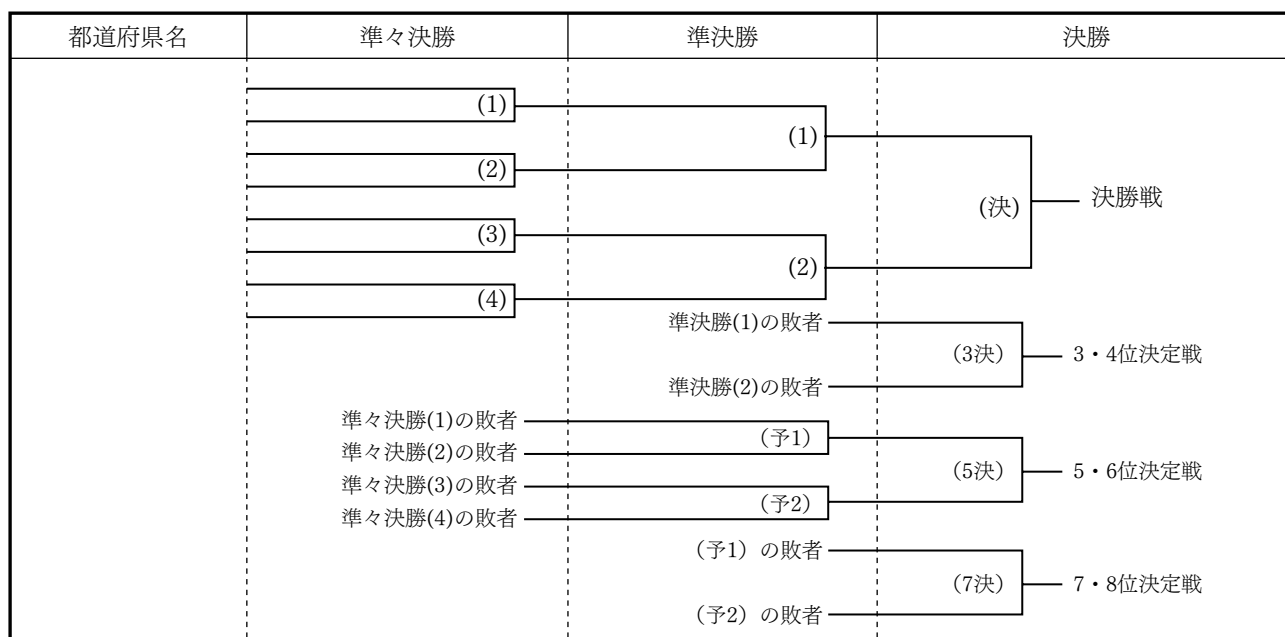 都道府県名 準々決勝 準決勝 決勝
(1)
(1)
(2)
(決) 決勝戦
(3)
(2)
(4)
準決勝(1)の敗者
(3決) 3・4位決定戦
準決勝(2)の敗者
準々決勝(1)の敗者
(予1)
準々決勝(2)の敗者
(5決) 5・6位決定戦
準々決勝(3)の敗者
(予2)
準々決勝(4)の敗者
(予1)の敗者
(7決) 7・8位決定戦
(予2)の敗者